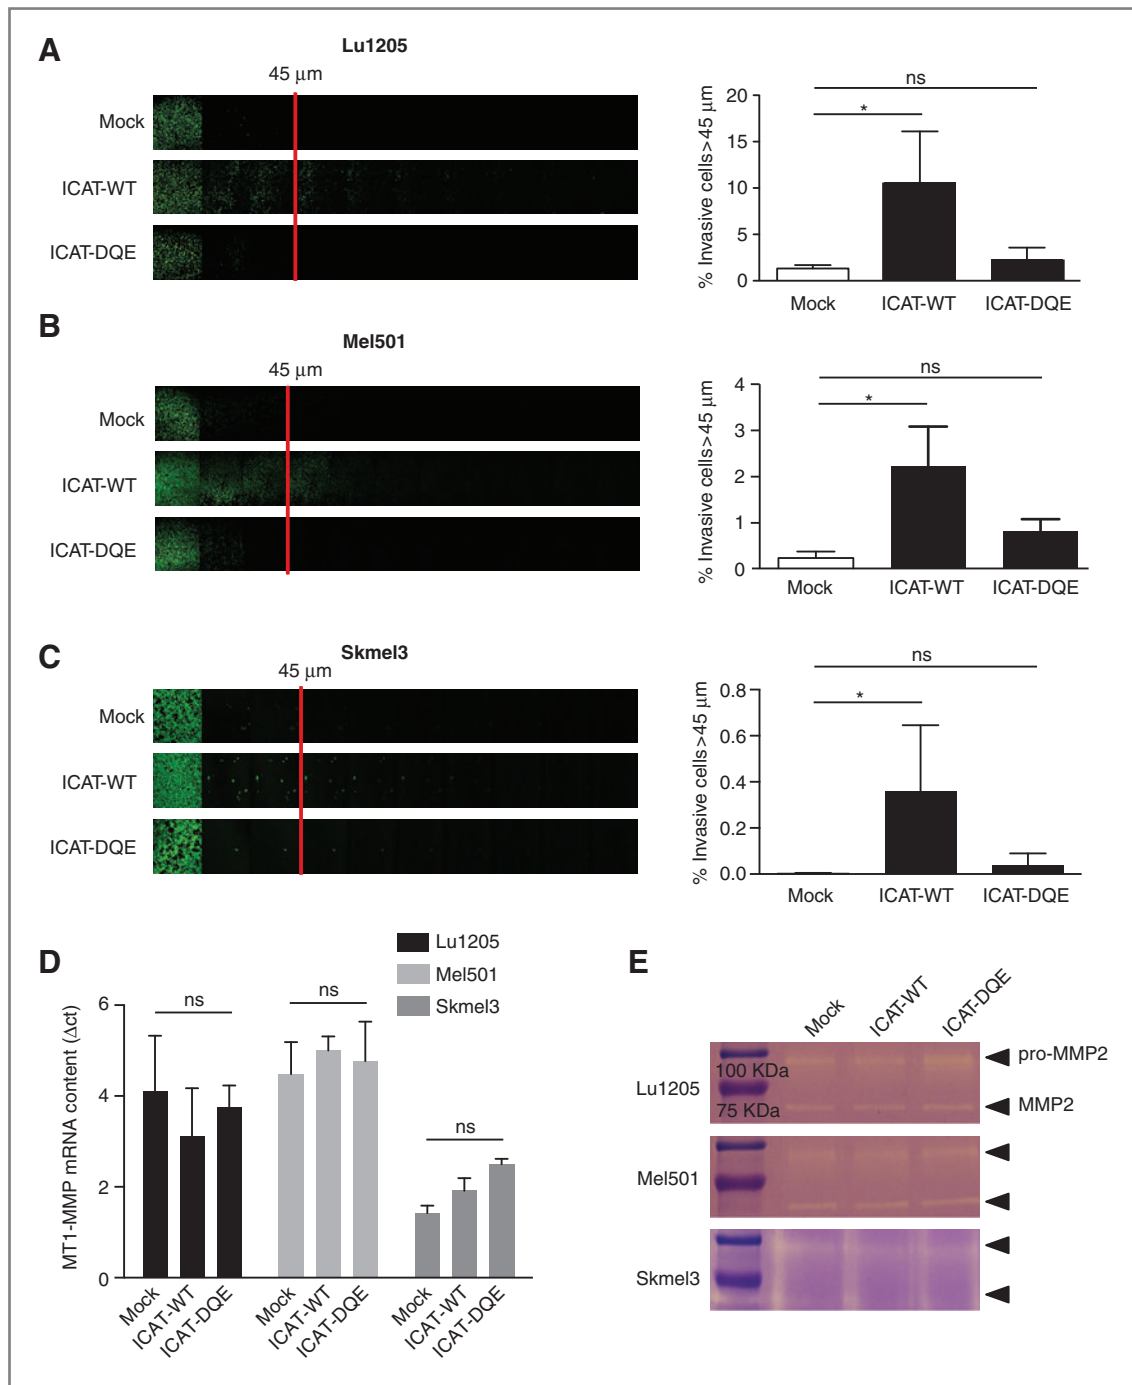 A
Lu1205
45 µm
Mock
ICAT-WT
ICAT-DQE
% Invasive cells>45 µm
20
15
10
5
0
ns
*
Mock
ICAT-WT
ICAT-DQE
B
Mel501
45 µm
Mock
ICAT-WT
ICAT-DQE
% Invasive cells>45 µm
4
3
2
1
0
ns
*
Mock
ICAT-WT
ICAT-DQE
C
Skmel3
45 µm
Mock
ICAT-WT
ICAT-DQE
% Invasive cells>45 µm
0.8
0.6
0.4
0.2
0.0
ns
*
Mock
ICAT-WT
ICAT-DQE
D
Lu1205
Mel501
Skmel3
MT1-MMP mRNA content (Δct)
6
4
2
0
ns
ns
ns
Mock
ICAT-WT
ICAT-DQE
Mock
ICAT-WT
ICAT-DQE
Mock
ICAT-WT
ICAT-DQE
E
Mock
ICAT-WT
ICAT-DQE
Lu1205
100 KDa
75 KDa
pro-MMP2
MMP2
Mel501
Skmel3